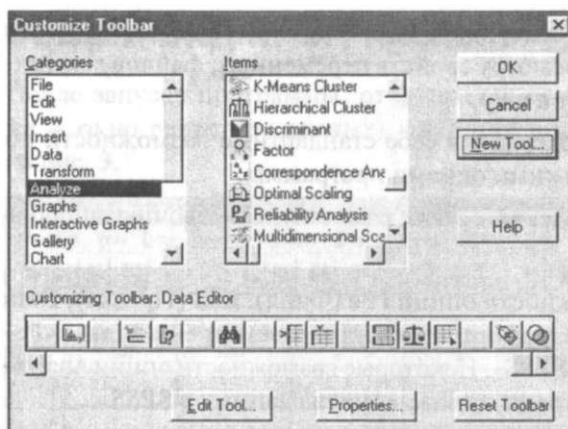 Customize Toolbar
Categories
File
Edit
View
Insert
Data
Transform
Analyze
Graphs
Interactive Graphs
Gallery
Chart
Items
K-Means Cluster
Hierarchical Cluster
Discriminant
Factor
Correspondence Ana
Optimal Scaling
Reliability Analysis
Multidimensional Sca
OK
Cancel
New Tool...
Help
Customizing Toolbar: Data Editor
Edit Tool...
Properties...
Reset Toolbar